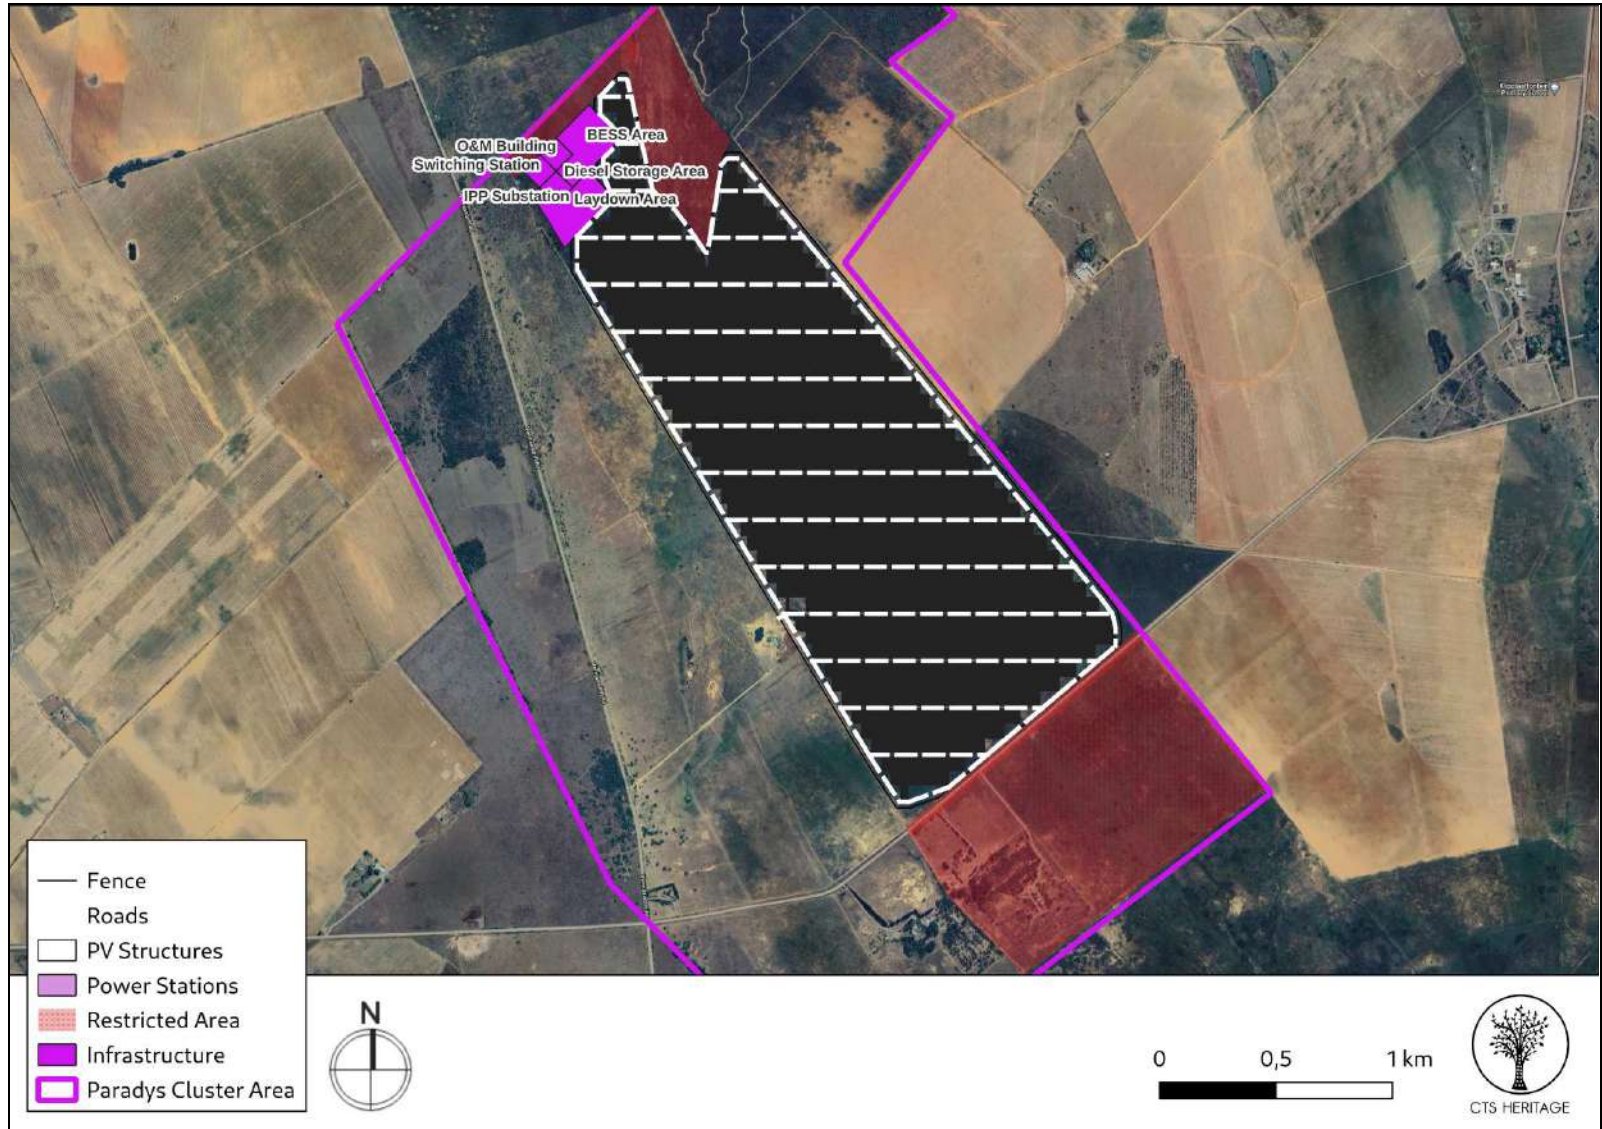 BESS Area
O&M Building
Switching Station
Diesel Storage Area
IPP Substation
Laydown Area
Fence
Roads
PV Structures
Power Stations
Restricted Area
Infrastructure
Paradys Cluster Area
N
0 0,5 1 km
CTS HERITAGE